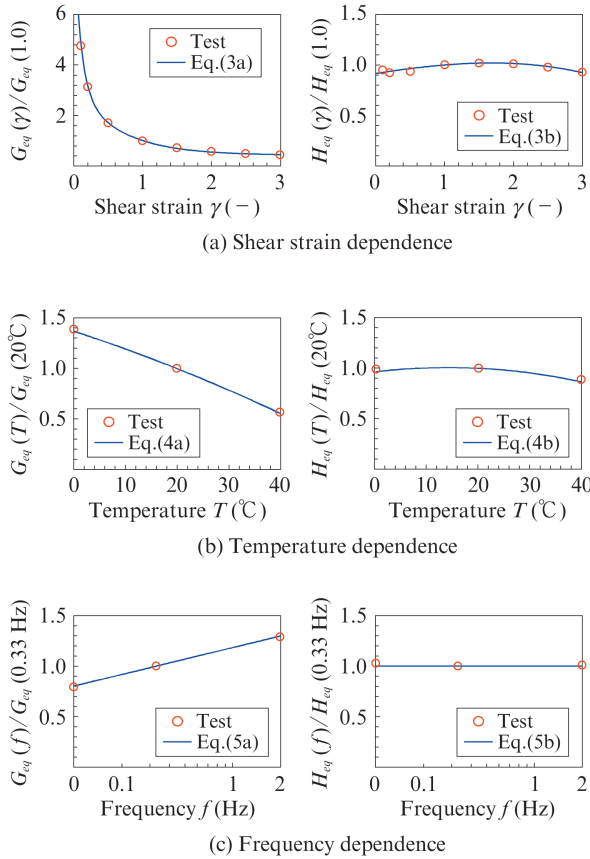 G_eq (γ)/G_eq (1.0)
6
4
2
Test
Eq.(3a)
0
1
2
3
Shear strain γ (−)
H_eq (γ)/H_eq (1.0)
1.5
1.0
0.5
Test
Eq.(3b)
0
1
2
3
Shear strain γ (−)
(a) Shear strain dependence
G_eq (T)/G_eq (20℃)
1.5
1.0
0.5
Test
Eq.(4a)
0
10
20
30
40
Temperature T (℃)
H_eq (T)/H_eq (20℃)
1.5
1.0
0.5
Test
Eq.(4b)
0
10
20
30
40
Temperature T (℃)
(b) Temperature dependence
G_eq (f)/G_eq (0.33 Hz)
1.5
1.0
0.5
Test
Eq.(5a)
0
0.1
1
2
Frequency f (Hz)
H_eq (f)/H_eq (0.33 Hz)
1.5
1.0
0.5
Test
Eq.(5b)
0
0.1
1
2
Frequency f (Hz)
(c) Frequency dependence